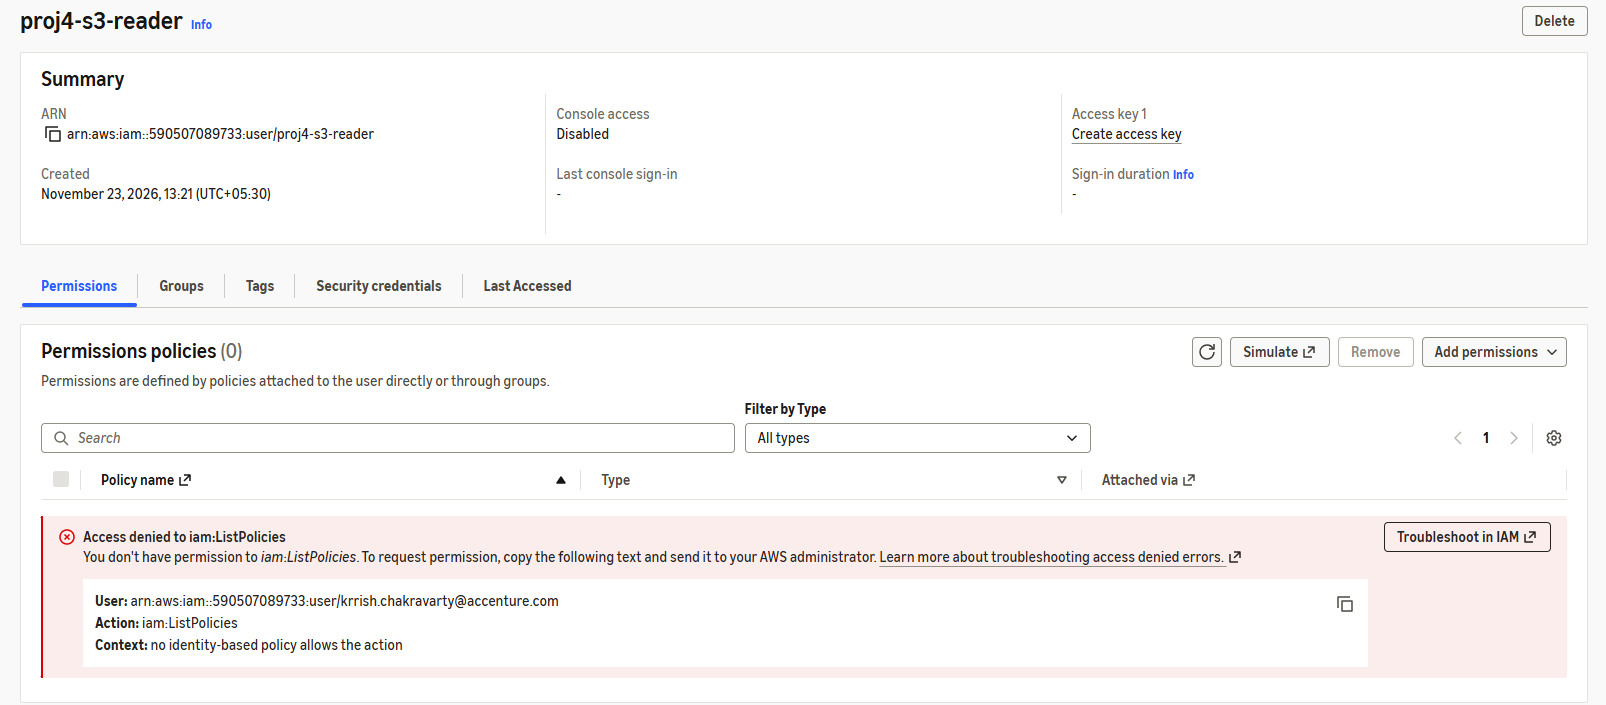 proj4-s3-reader Info
Delete
Summary
ARN
arn:aws:iam::590507089733:user/proj4-s3-reader
Created
November 23, 2026, 13:21 (UTC+05:30)
Console access
Disabled
Last console sign-in
-
Access key 1
Create access key
Sign-in duration Info
-
Permissions
Groups
Tags
Security credentials
Last Accessed
Permissions policies (0)
Simulate
Remove
Add permissions
Permissions are defined by policies attached to the user directly or through groups.
Filter by Type
Search
All types
1
Policy name
Type
Attached via
Access denied to iam:ListPolicies
You don't have permission to iam:ListPolicies. To request permission, copy the following text and send it to your AWS administrator. Learn more about troubleshooting access denied errors.
Troubleshoot in IAM
User: arn:aws:iam::590507089733:user/krrish.chakravarty@accenture.com
Action: iam:ListPolicies
Context: no identity-based policy allows the action